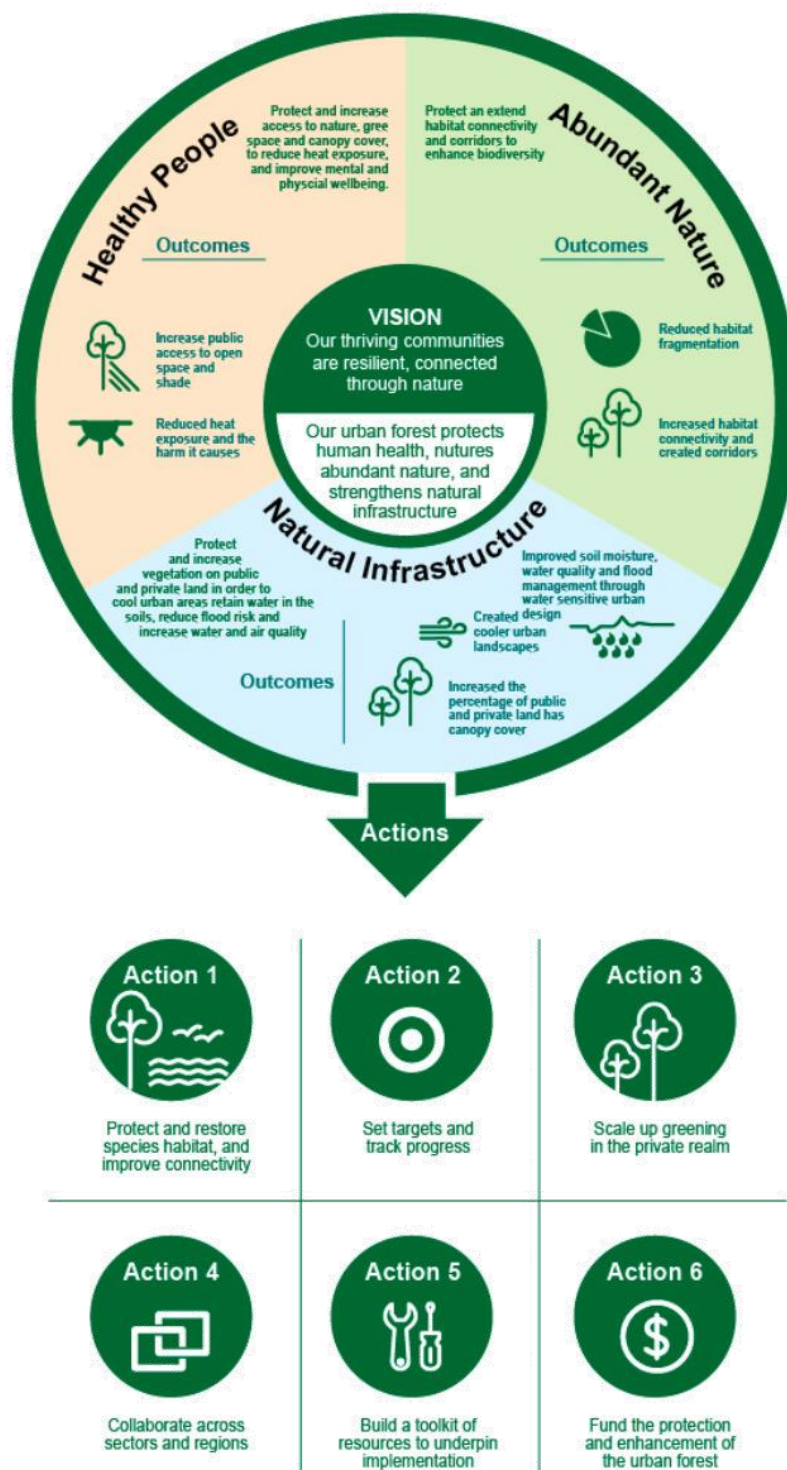 Healthy People
Protect and increase
access to nature, gree
space and canopy cover,
to reduce heat exposure,
and improve mental and
physcial wellbeing.
Outcomes
Increase public
access to open
space and
shade
Reduced heat
exposure and the
harm it causes
Abundant Nature
Protect an extend
habitat connectivity
and corridors to
enhance biodiversity
Outcomes
Reduced habitat
fragmentation
Increased habitat
connectivity and
created corridors
VISION
Our thriving communities
are resilient, connected
through nature
Our urban forest protects
human health, nutures
abundant nature, and
strengthens natural
infrastructure
Natural Infrastructure
Protect
and increase
vegetation on public
and private land in order to
cool urban areas retain water in the
soils, reduce flood risk and
increase water and air quality
Outcomes
Improved soil moisture,
water quality and flood
management through
water sensitive urban
design
Created
cooler urban
landscapes
Increased the
percentage of public
and private land has
canopy cover
Actions
Action 1
Protect and restore
species habitat, and
improve connectivity
Action 2
Set targets and
track progress
Action 3
Scale up greening
in the private realm
Action 4
Collaborate across
sectors and regions
Action 5
Build a toolkit of
resources to underpin
implementation
Action 6
$
Fund the protection
and enhancement of
the urban forest